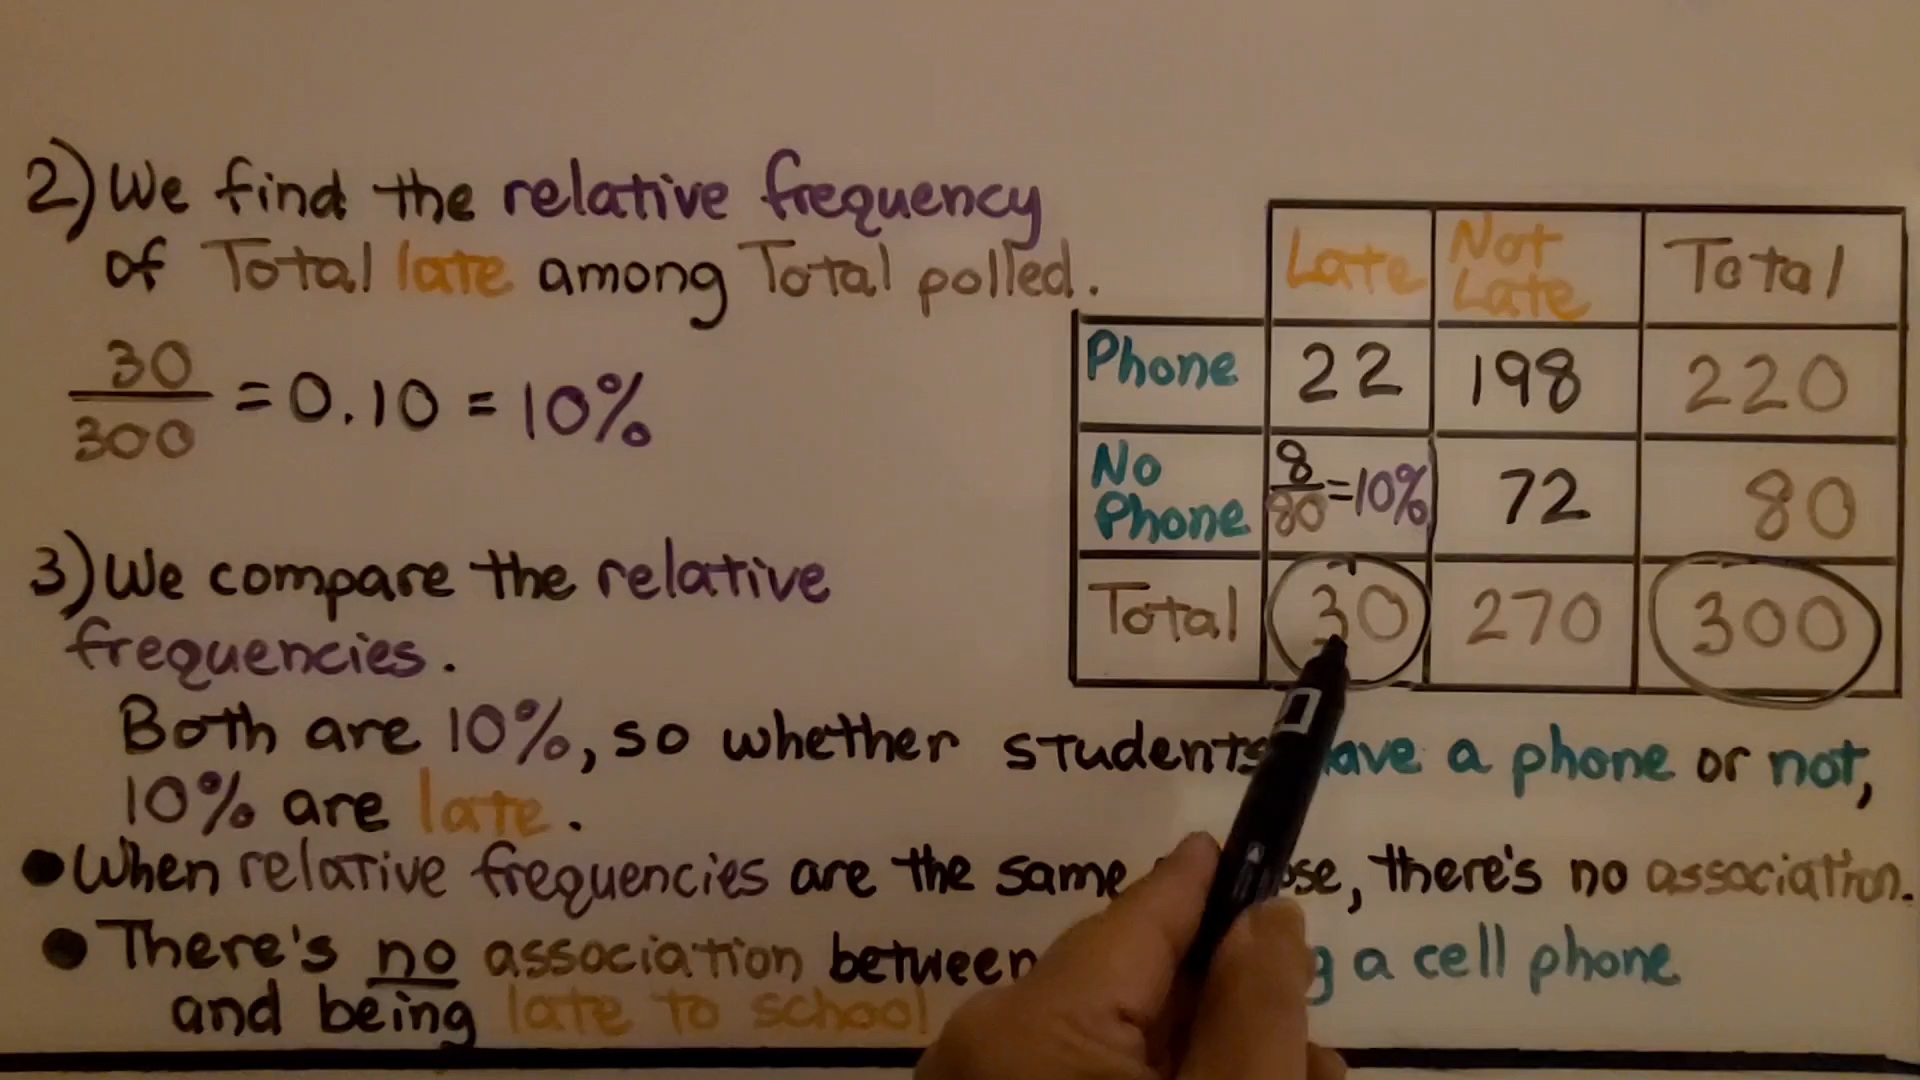 2) We find the relative frequency
of Total late among Total polled.
30
300
= 0.10 = 10%
3) We compare the relative
frequencies.
Both are 10%, so whether students ave a phone or not,
10% are late.
• When relative frequencies are the same ose, there's no association.
• There's no association between g a cell phone
and being late to school
Late Not Late Total
Phone 22 198 220
No Phone 8/80 = 10% 72 80
Total 30 270 300